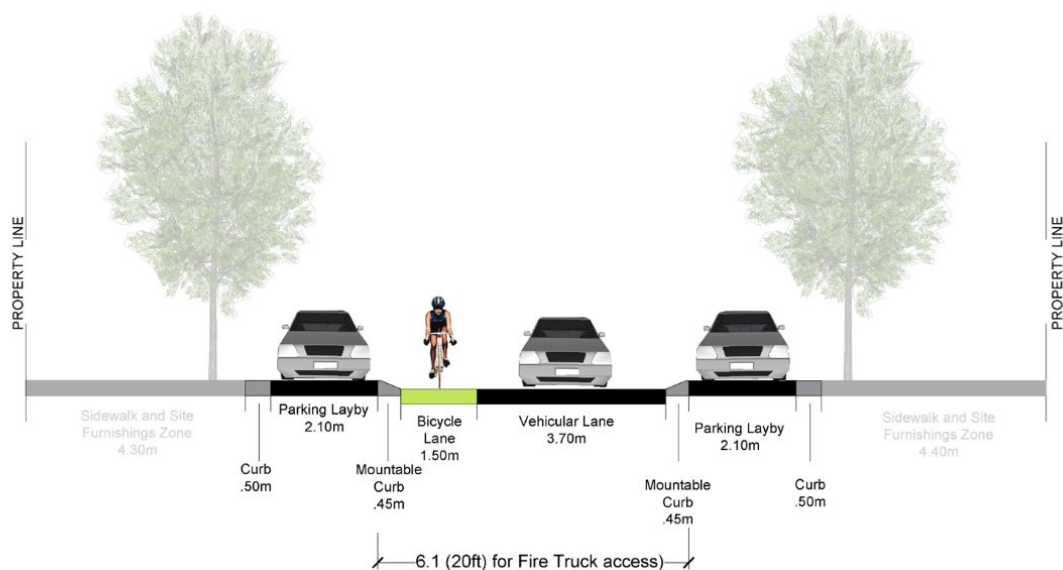 PROPERTY LINE
PROPERTY LINE
Sidewalk and Site
Furnishings Zone
4.30m
Curb
.50m
Parking Layby
2.10m
Mountable
Curb
.45m
Bicycle
Lane
1.50m
Vehicular Lane
3.70m
Mountable
Curb
.45m
Parking Layby
2.10m
Curb
.50m
Sidewalk and Site
Furnishings Zone
4.40m
6.1 (20ft) for Fire Truck access)